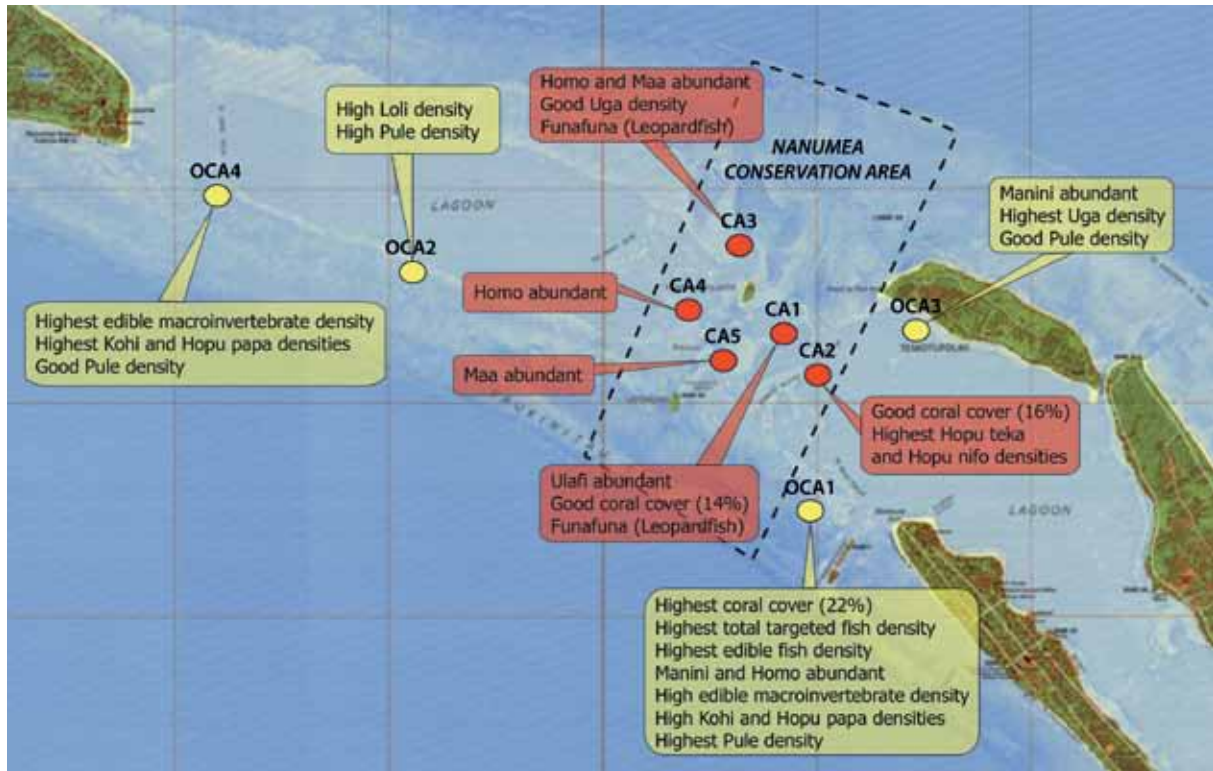 Homo and Maa abundant
Good Uga density
Funafuna (Leopardfish)
High Loli density
High Pule density
NANUMEA
CONSERVATION AREA
OCA4
LAGOON
OCA2
CA3
Manini abundant
Highest Uga density
Good Pule density
Homo abundant
CA4
CA1
OCA3
Highest edible macroinvertebrate density
Highest Kohi and Hopu papa densities
Good Pule density
CA5
CA2
Maa abundant
Good coral cover (16%)
Highest Hopu teka
and Hopu nifo densities
Ulafi abundant
Good coral cover (14%)
Funafuna (Leopardfish)
OCA1
LAGOON
Highest coral cover (22%)
Highest total targeted fish density
Highest edible fish density
Manini and Homo abundant
High edible macroinvertebrate density
High Kohi and Hopu papa densities
Highest Pule density